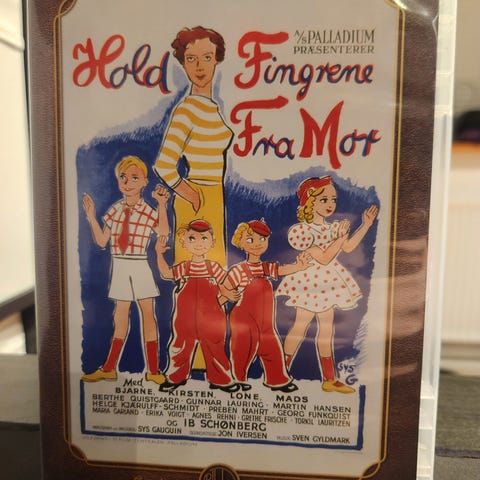 A/S PALLADIUM
PRÆSENTERER
Hold Fingrene
Fra Mor
SYS
G
Med
BJARNE, KIRSTEN, LONE, MADS
BERTHE QUISTGAARD · GUNNAR LAURING · MARTIN HANSEN
HELGE KJÆRULFF-SCHMIDT · PREBEN MAHRT · GEORG FUNKQUIST
MARIA GARLAND · ERIKA VOIGT · AGNES REHNI · GRETHE FRISCHE · TORKIL LAURITZEN
OG IB SCHØNBERG
SYS GAUGUIN
JON IVERSEN
MUSIK: SVEN GYLDMARK